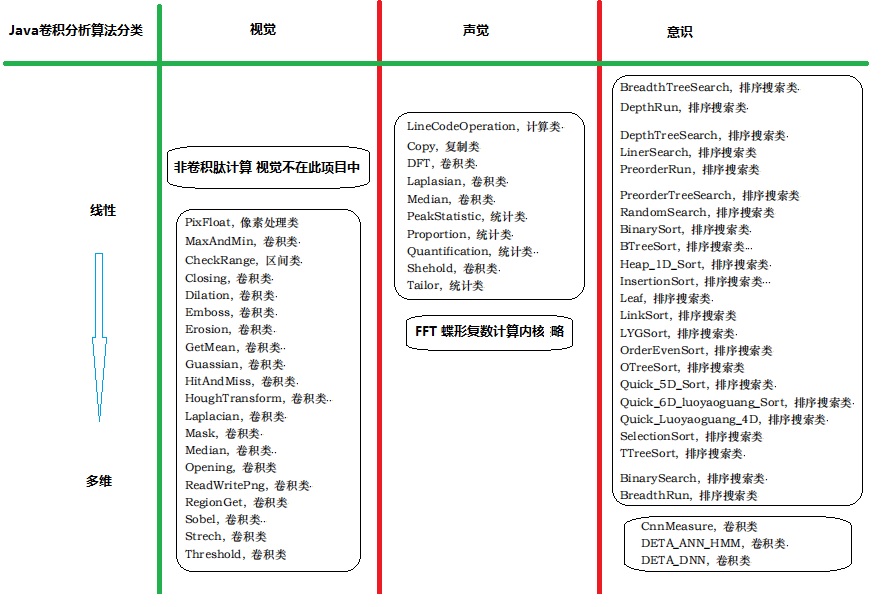 Java卷积分析算法分类
视觉
声觉
意识
线性
多维
非卷积肽计算 视觉不在此项目中
PixFloat, 像素处理类
MaxAndMin, 卷积类·
CheckRange, 区间类
Closing, 卷积类·
Dilation, 卷积类·
Emboss, 卷积类·
Erosion, 卷积类·
GetMean, 卷积类··
Guassian, 卷积类·
HitAndMiss, 卷积类·
HoughTransform, 卷积类··
Laplacian, 卷积类·
Mask, 卷积类·
Median, 卷积类··
Opening, 卷积类
ReadWritePng, 卷积类·
RegionGet, 卷积类
Sobel, 卷积类··
Strech, 卷积类
Threshold, 卷积类
LineCodeOperation, 计算类·
Copy, 复制类
DFT, 卷积类·
Laplasian, 卷积类·
Median, 卷积类·
PeakStatistic, 统计类·
Proportion, 统计类·
Quantification, 统计类··
Shehold, 卷积类·
Tailor, 统计类
FFT 蝶形复数计算内核 略
BreadthTreeSearch, 排序搜索类·
DepthRun, 排序搜索类·
DepthTreeSearch, 排序搜索类·
LinerSearch, 排序搜索类
PreorderRun, 排序搜索类
PreorderTreeSearch, 排序搜索类
RandomSearch, 排序搜索类
BinarySort, 排序搜索类·
BTreeSort, 排序搜索类···
Heap_1D_Sort, 排序搜索类·
InsertionSort, 排序搜索类···
Leaf, 排序搜索类·
LinkSort, 排序搜索类
LYGSort, 排序搜索类·
OrderEvenSort, 排序搜索类
OTreeSort, 排序搜索类
Quick_5D_Sort, 排序搜索类·
Quick_6D_luoyaoguang_Sort, 排序搜索类·
Quick_Luoyaoguang_4D, 排序搜索类·
SelectionSort, 排序搜索类
TTreeSort, 排序搜索类·
BinarySearch, 排序搜索类·
BreadthRun, 排序搜索类
CnnMeasure, 卷积类
DETA_ANN_HMM, 卷积类·
DETA_DNN, 卷积类